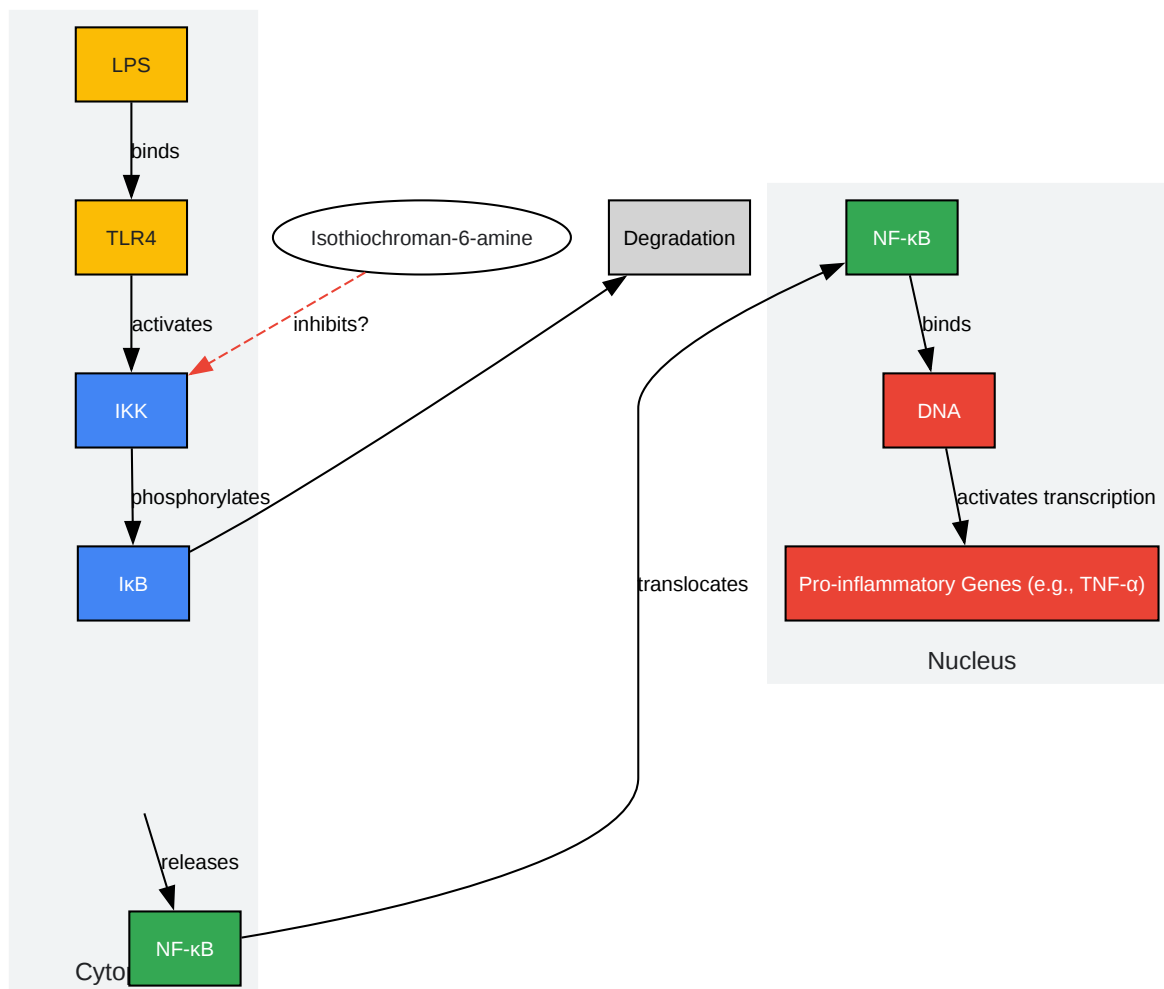 LPS
binds
TLR4
Isothiochroman-6-amine
Degradation
NF-κB
activates
inhibits?
binds
IKK
DNA
phosphorylates
activates transcription
IκB
translocates
Pro-inflammatory Genes (e.g., TNF-α)
Nucleus
releases
NF-κB